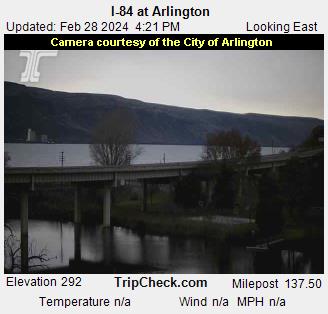 I-84 at Arlington
Updated: Feb 28 2024 4:21 PM Looking East
Camera courtesy of the City of Arlington
Elevation 292 TripCheck.com Milepost 137.50
Temperature n/a Wind n/a MPH n/a